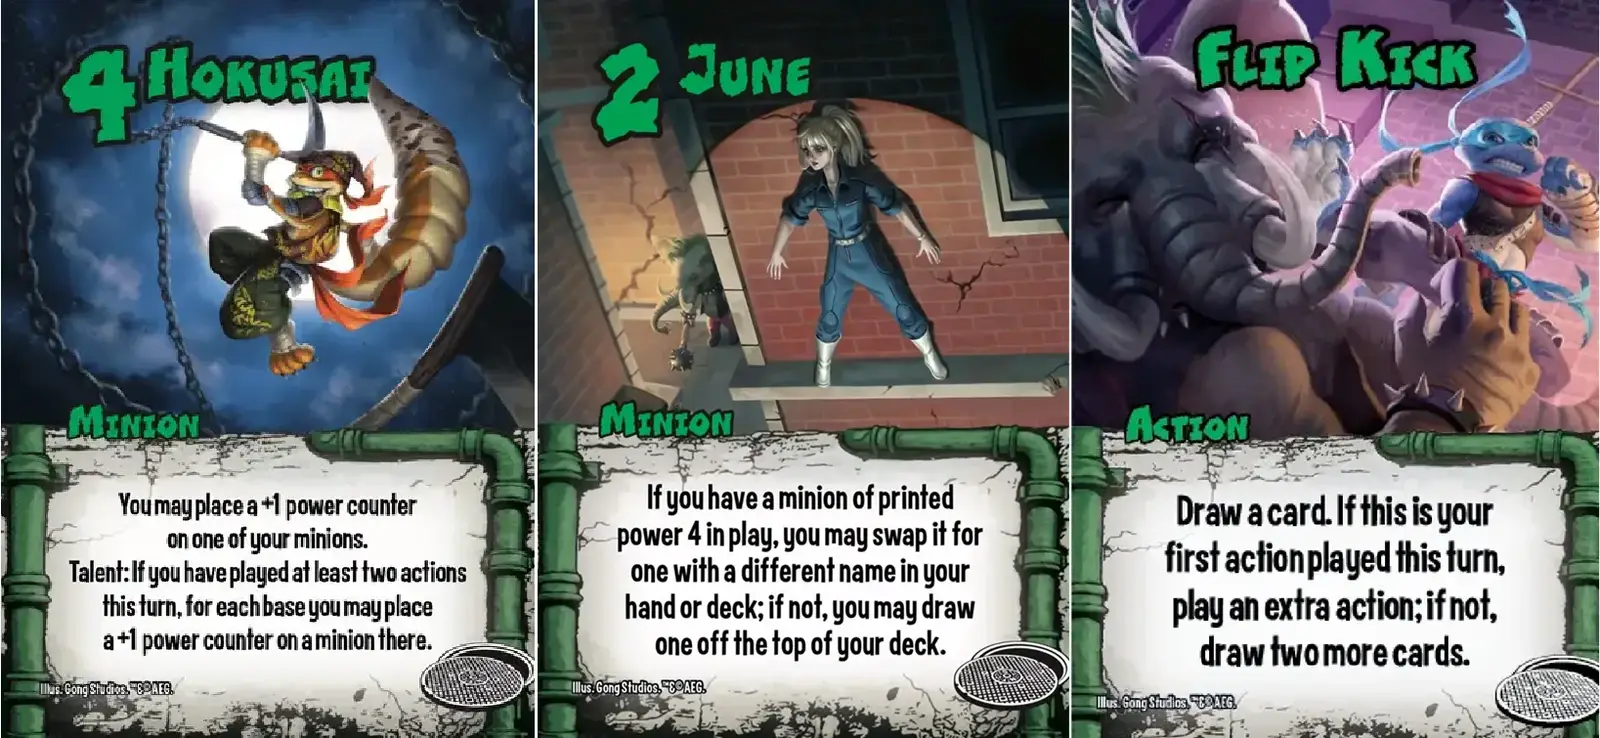 4 Hokusai
Minion
You may place a +1 power counter
on one of your minions.
Talent: If you have played at least two actions
this turn, for each base you may place
a +1 power counter on a minion there.
Illus. Gong Studios. ™&©AEG.
2 June
Minion
If you have a minion of printed
power 4 in play, you may swap it for
one with a different name in your
hand or deck; if not, you may draw
one off the top of your deck.
Illus. Gong Studios. ™&©AEG.
Flip Kick
Action
Draw a card. If this is your
first action played this turn,
play an extra action; if not,
draw two more cards.
Illus. Gong Studios. ™&©AEG.